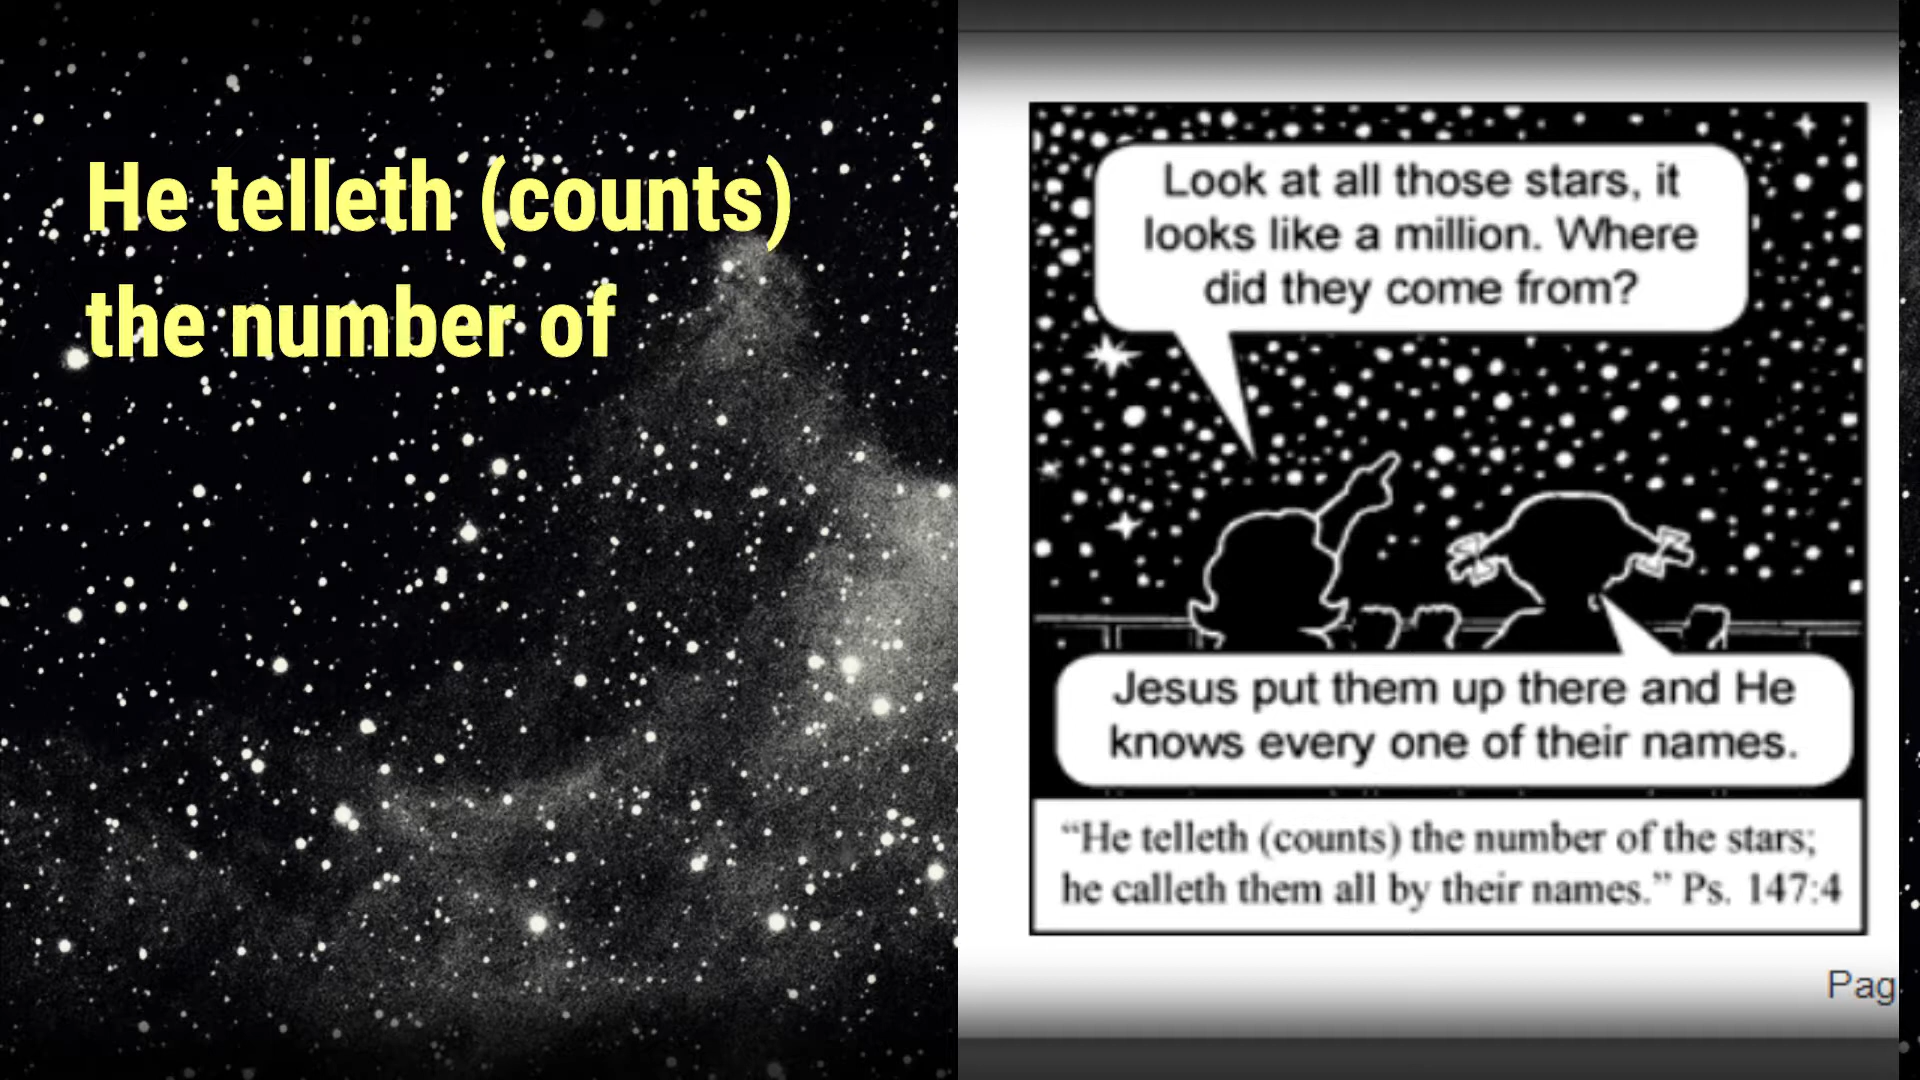 He telleth (counts)
the number of
Look at all those stars, it
looks like a million. Where
did they come from?
Jesus put them up there and He
knows every one of their names.
“He telleth (counts) the number of the stars;
he calleth them all by their names.” Ps. 147:4
Pag